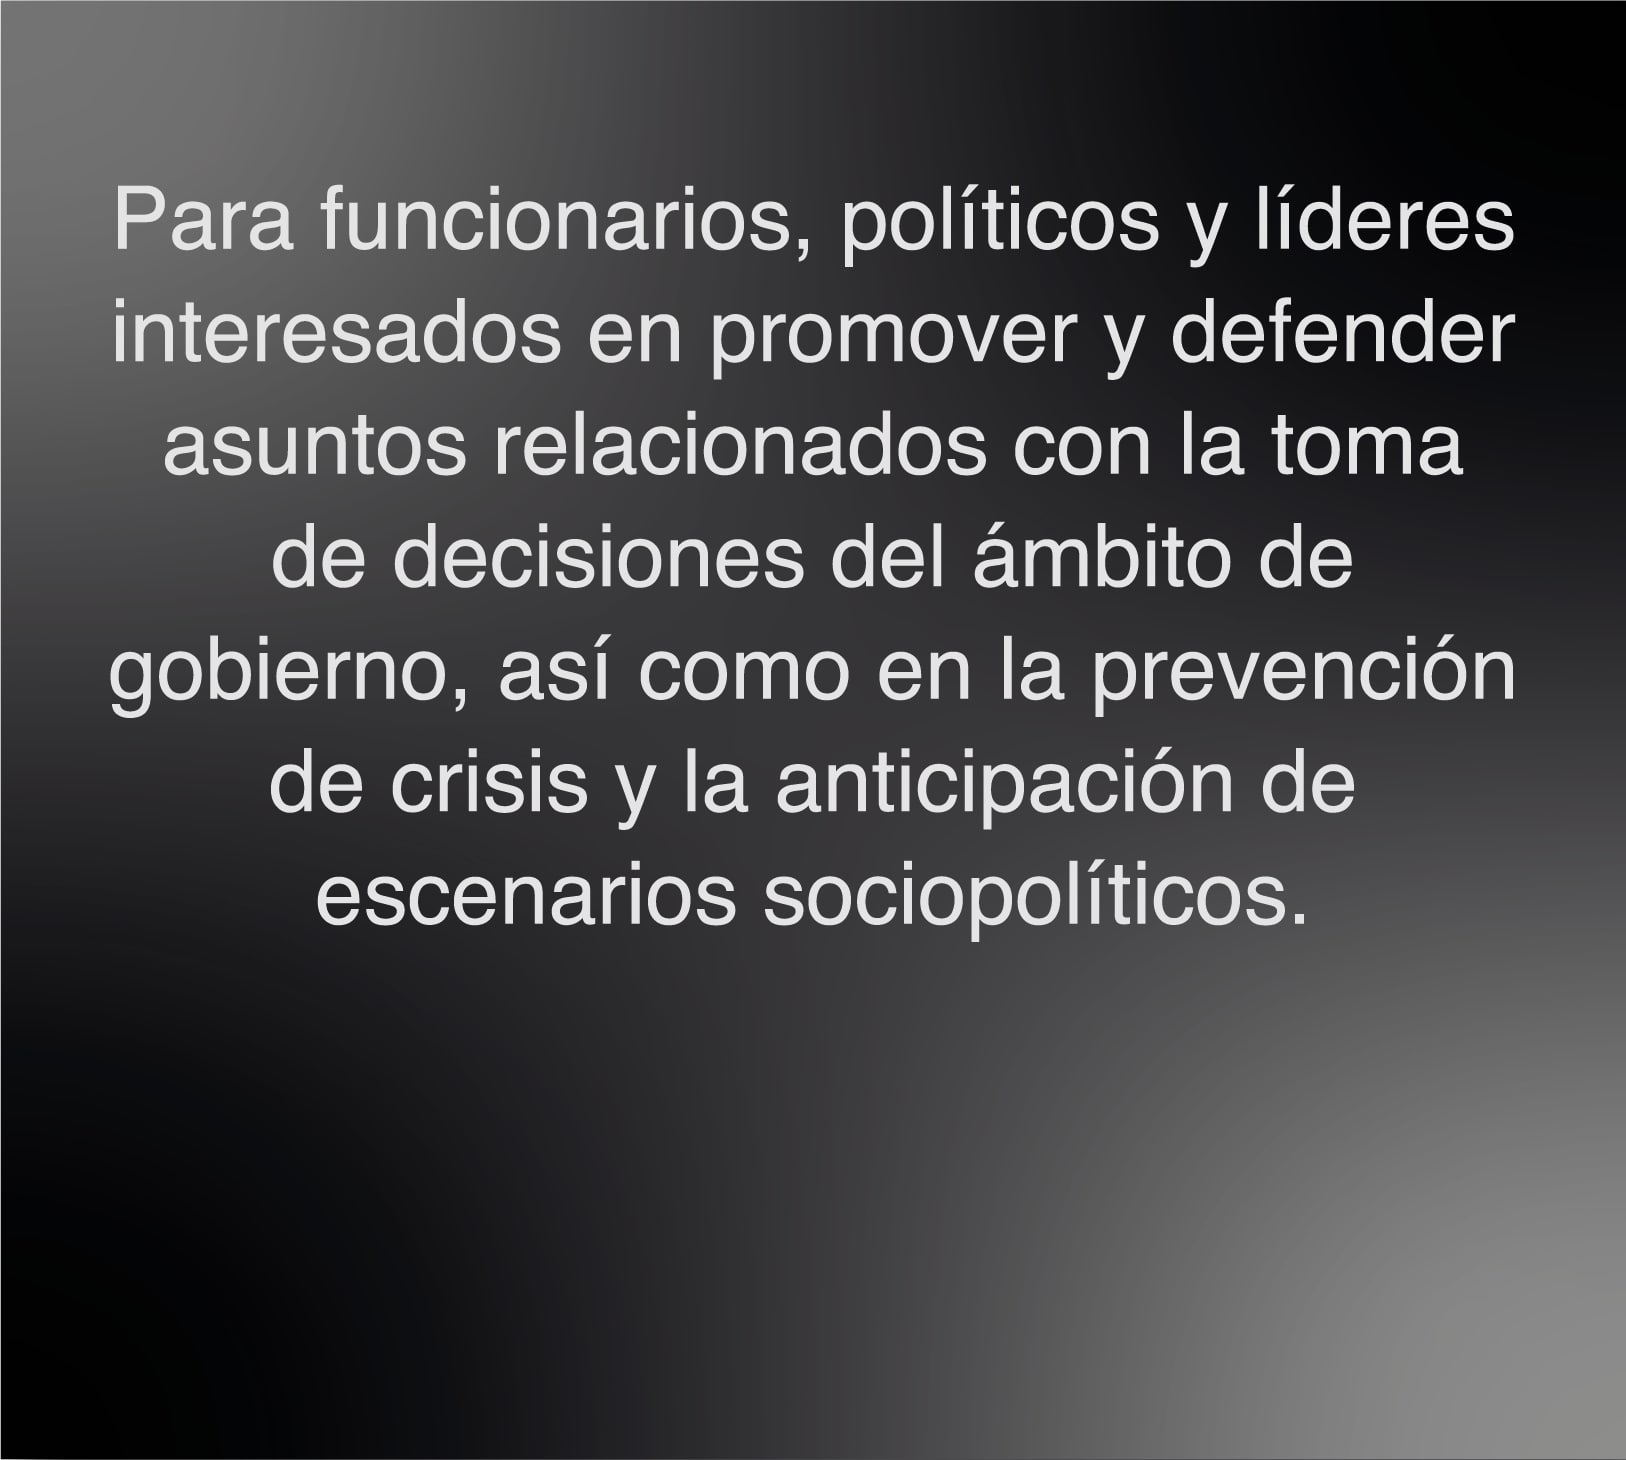 Para funcionarios, políticos y líderes
interesados en promover y defender
asuntos relacionados con la toma
de decisiones del ámbito de
gobierno, así como en la prevención
de crisis y la anticipación de
escenarios sociopolíticos.